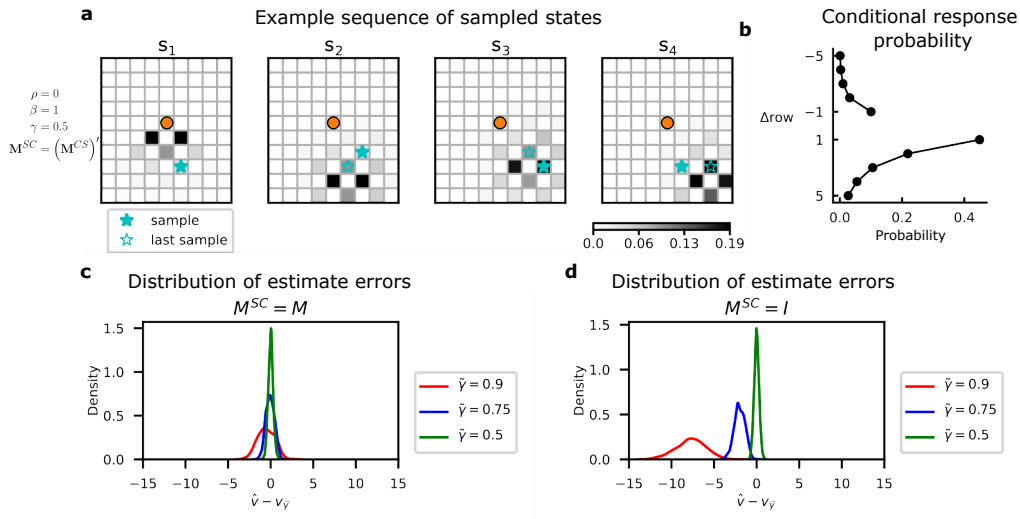 a
Example sequence of sampled states
s1
s2
s3
s4
ρ = 0
β = 1
γ = 0.5
M^SC = (M^CS)′
sample
last sample
0.0 0.06 0.13 0.19
b
Conditional response
probability
−5
−1
Δrow
1
5
0.0 0.2 0.4
Probability
c
Distribution of estimate errors
M^SC = M
1.5
1.0
0.5
0.0
Density
−15 −10 −5 0 5 10 15
v̂ − v_γ̃
γ̃ = 0.9
γ̃ = 0.75
γ̃ = 0.5
d
Distribution of estimate errors
M^SC = I
1.5
1.0
0.5
0.0
Density
−15 −10 −5 0 5 10 15
v̂ − v_γ̃
γ̃ = 0.9
γ̃ = 0.75
γ̃ = 0.5